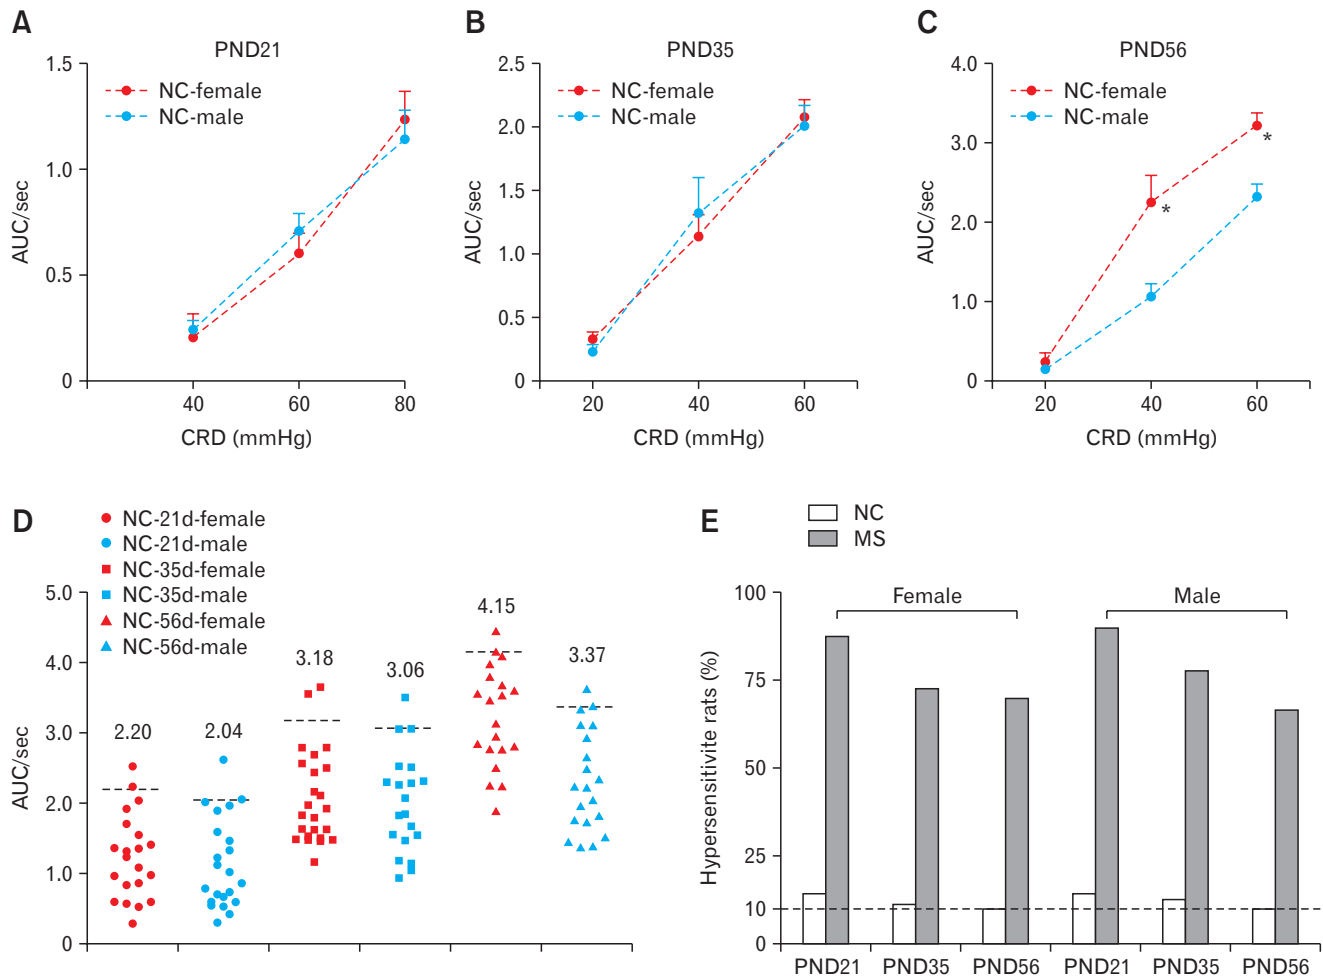 A
PND21
1.5
1.0
0.5
0
NC-female
NC-male
AUC/sec
40 60 80
CRD (mmHg)
B
PND35
2.5
2.0
1.5
1.0
0.5
0
NC-female
NC-male
AUC/sec
20 40 60
CRD (mmHg)
C
PND56
4.0
3.0
2.0
1.0
0
NC-female
NC-male
*
*
AUC/sec
20 40 60
CRD (mmHg)
D
NC-21d-female
NC-21d-male
NC-35d-female
NC-35d-male
NC-56d-female
NC-56d-male
5.0
4.0
3.0
2.0
1.0
0
AUC/sec
2.20
2.04
3.18
3.06
4.15
3.37
E
NC
MS
100
75
50
25
10
0
Hypersensitivite rats (%)
Female
Male
PND21 PND35 PND56 PND21 PND35 PND56